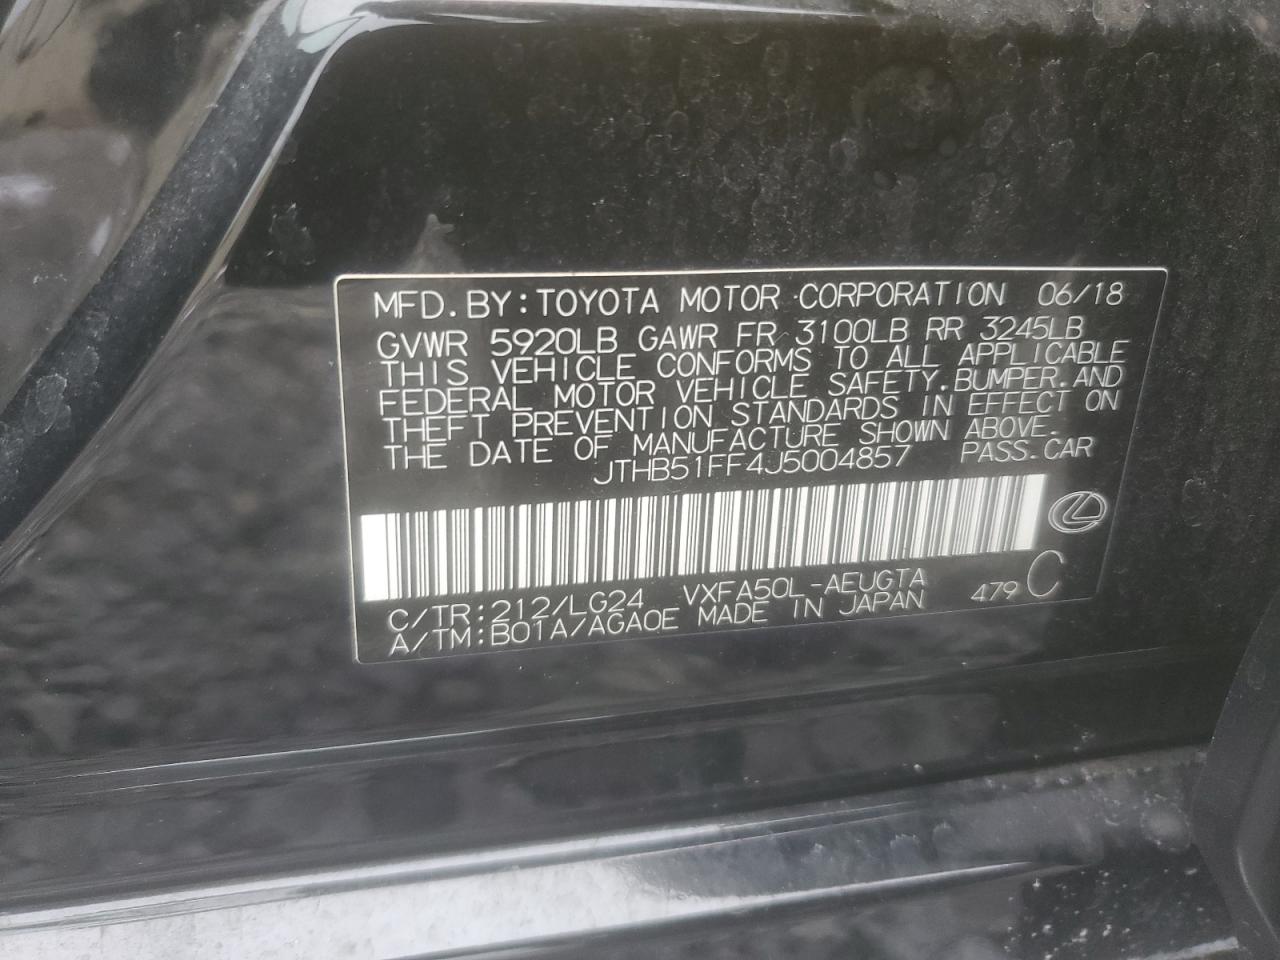 MFD. BY: TOYOTA MOTOR CORPORATION 06/18
GVWR 5920LB GAWR FR 3100LB RR 3245LB
THIS VEHICLE CONFORMS TO ALL APPLICABLE
FEDERAL MOTOR VEHICLE SAFETY. BUMPER. AND
THEFT PREVENTION STANDARDS IN EFFECT ON
THE DATE OF MANUFACTURE SHOWN ABOVE.
JTHB51FF4J5004857 PASS. CAR
C/TR:212/LG24 VXFA50L-AEUGTA 479 C
A/TM:B01A/AGA0E MADE IN JAPAN